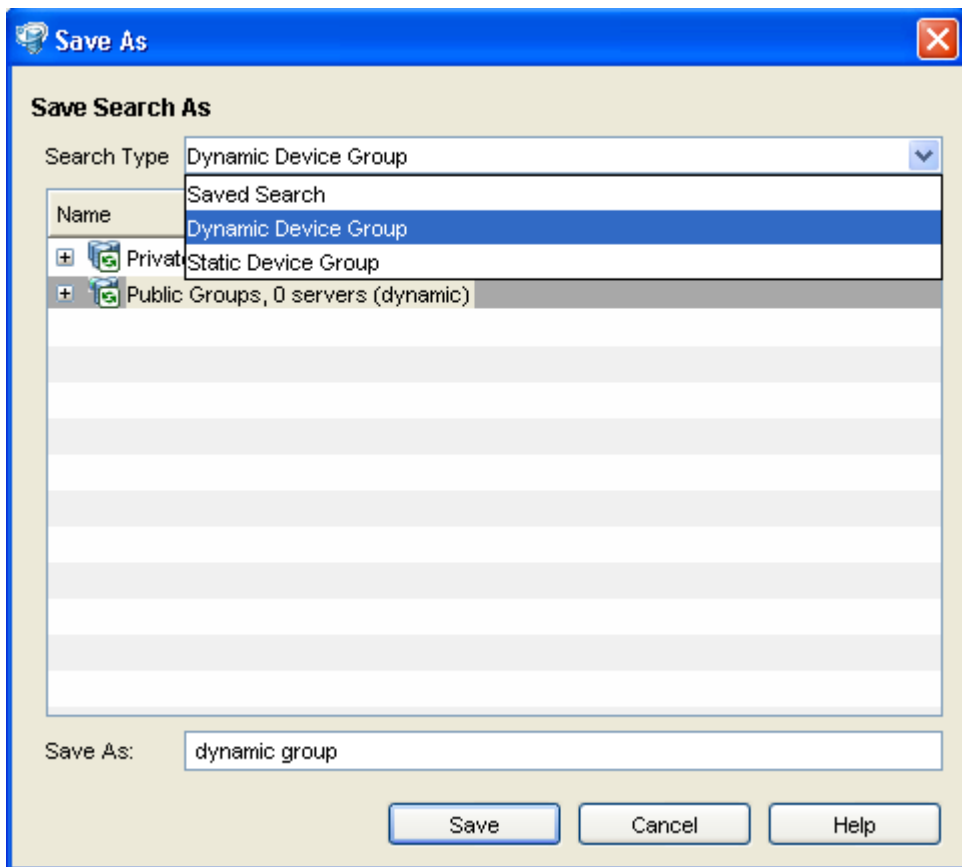 Save As
Save Search As
Search Type Dynamic Device Group
Saved Search
Name
Dynamic Device Group
Static Device Group
Public Groups, 0 servers (dynamic)
Save As: dynamic group
Save Cancel Help